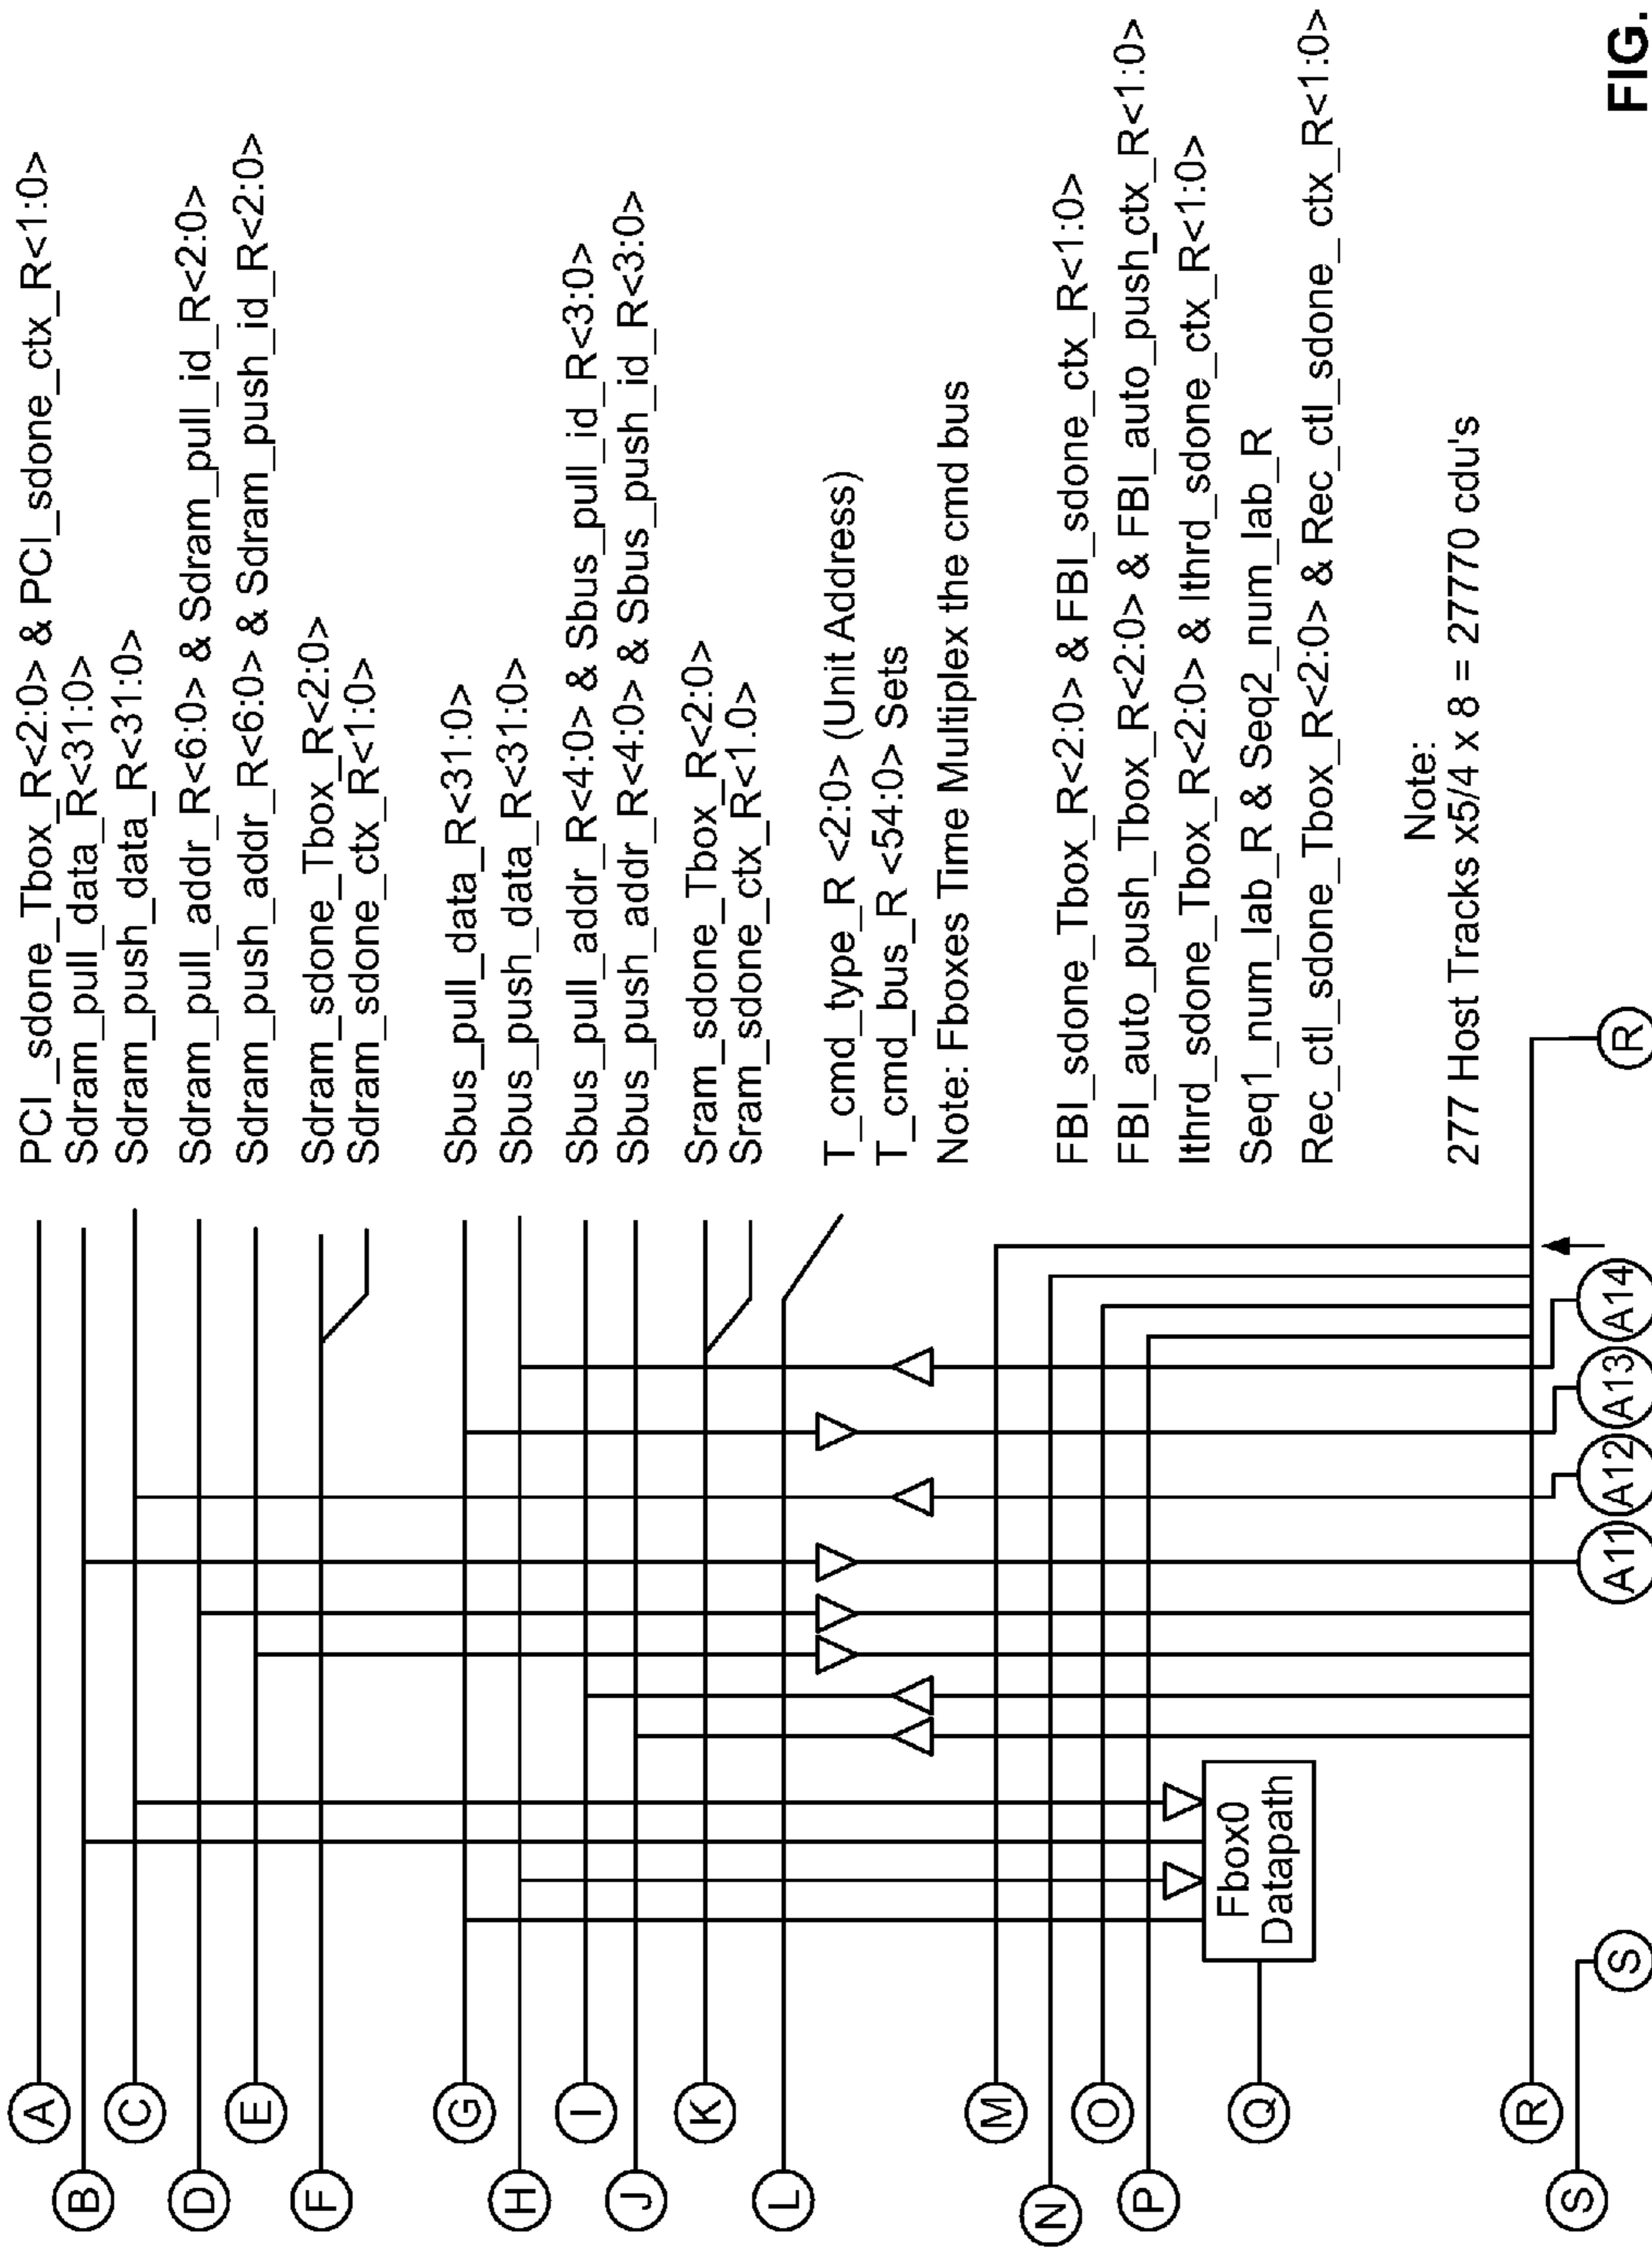 PCI_sdone_Tbox_R<2:0> & PCI_sdone_ctx_R<1:0>
Sdram_pull_data_R<31:0>
Sdram_push_data_R<31:0>
Sdram_pull_addr_R<6:0> & Sdram_pull_id_R<2:0>
Sdram_push_addr_R<6:0> & Sdram_push_id_R<2:0>
Sdram_sdone_Tbox_R<2:0>
Sdram_sdone_ctx_R<1:0>
Sbus_pull_data_R<31:0>
Sbus_push_data_R<31:0>
Sbus_pull_addr_R<4:0> & Sbus_pull_id_R<3:0>
Sbus_push_addr_R<4:0> & Sbus_push_id_R<3:0>
Sram_sdone_Tbox_R<2:0>
Sram_sdone_ctx_R<1.0>
T_cmd_type_R <2:0> (Unit Address)
T_cmd_bus_R <54:0> Sets
Note: Fboxes Time Multiplex the cmd bus
FBI_sdone_Tbox_R<2:0> & FBI_sdone_ctx_R<1:0>
FBI_auto_push_Tbox_R<2:0> & FBI_auto_push_ctx_R<1:0>
Ithrd_sdone_Tbox_R<2:0> & Ithrd_sdone_ctx_R<1:0>
Seq1_num_lab_R & Seq2_num_lab_R
Rec_ctl_sdone_Tbox_R<2:0> & Rec_ctl_sdone_ctx_R<1:0>
Note:
277 Host Tracks x5/4 x 8 = 27770 cdu's
A
B
C
D
E
F
G
H
I
J
K
L
M
N
O
P
Q
R
S
Fbox0
Datapath
S
A11
A12
A13
A14
R
FIG.